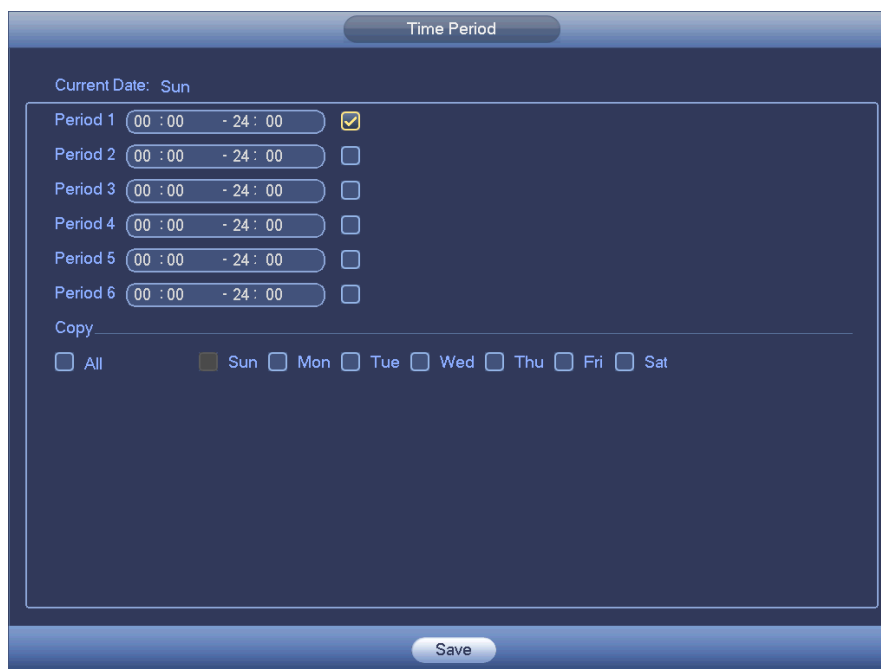 Time Period
Current Date: Sun
Period 1 00 :00 - 24 : 00
Period 2 00 :00 - 24 : 00
Period 3 00 :00 - 24 : 00
Period 4 00 :00 - 24 : 00
Period 5 00 :00 - 24 : 00
Period 6 00 :00 - 24 : 00
Copy
All Sun Mon Tue Wed Thu Fri Sat
Save